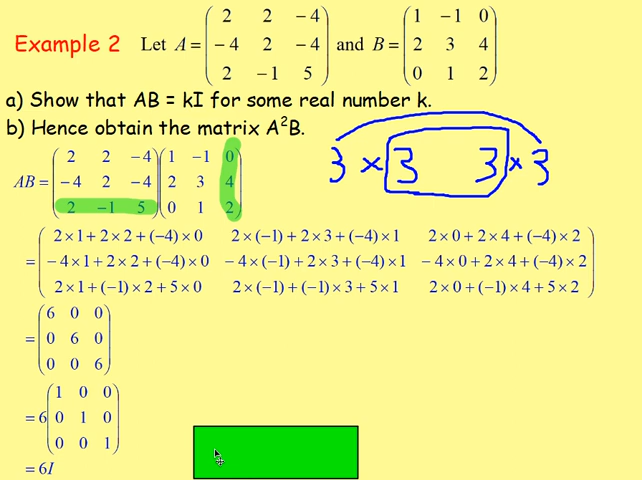 Example 2 Let A = ( 2 2 −4 ) and B = ( 1 −1 0 )
( −4 2 −4 ) ( 2 3 4 )
( 2 −1 5 ) ( 0 1 2 )
a) Show that AB = kI for some real number k.
b) Hence obtain the matrix A²B.
3 × 3 3 × 3
AB = ( 2 2 −4 ) ( 1 −1 0 )
( −4 2 −4 ) ( 2 3 4 )
( 2 −1 5 ) ( 0 1 2 )
= ( 2×1+2×2+(−4)×0 2×(−1)+2×3+(−4)×1 2×0+2×4+(−4)×2 )
( −4×1+2×2+(−4)×0 −4×(−1)+2×3+(−4)×1 −4×0+2×4+(−4)×2 )
( 2×1+(−1)×2+5×0 2×(−1)+(−1)×3+5×1 2×0+(−1)×4+5×2 )
= ( 6 0 0 )
( 0 6 0 )
( 0 0 6 )
= 6 ( 1 0 0 )
( 0 1 0 )
( 0 0 1 )
= 6I